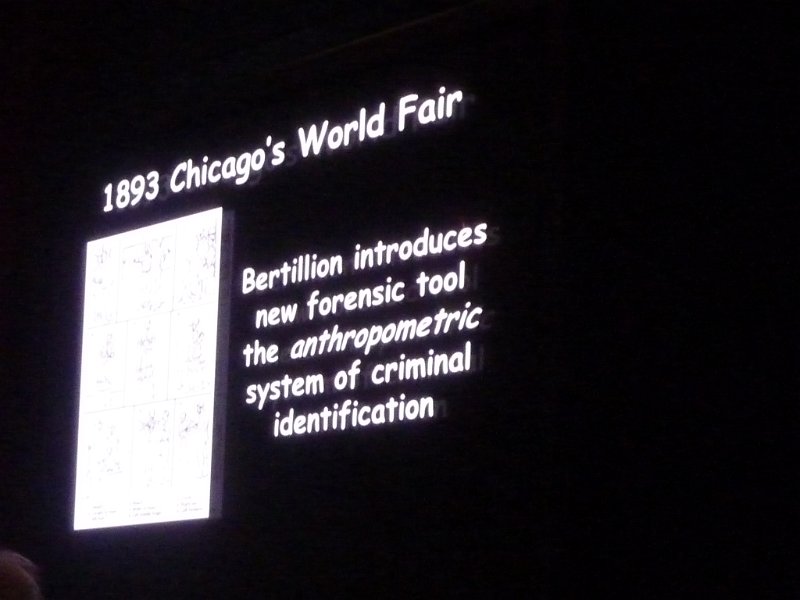 1893 Chicago's World Fair
Bertillion introduces
new forensic tool
the anthropometric
system of criminal
identification